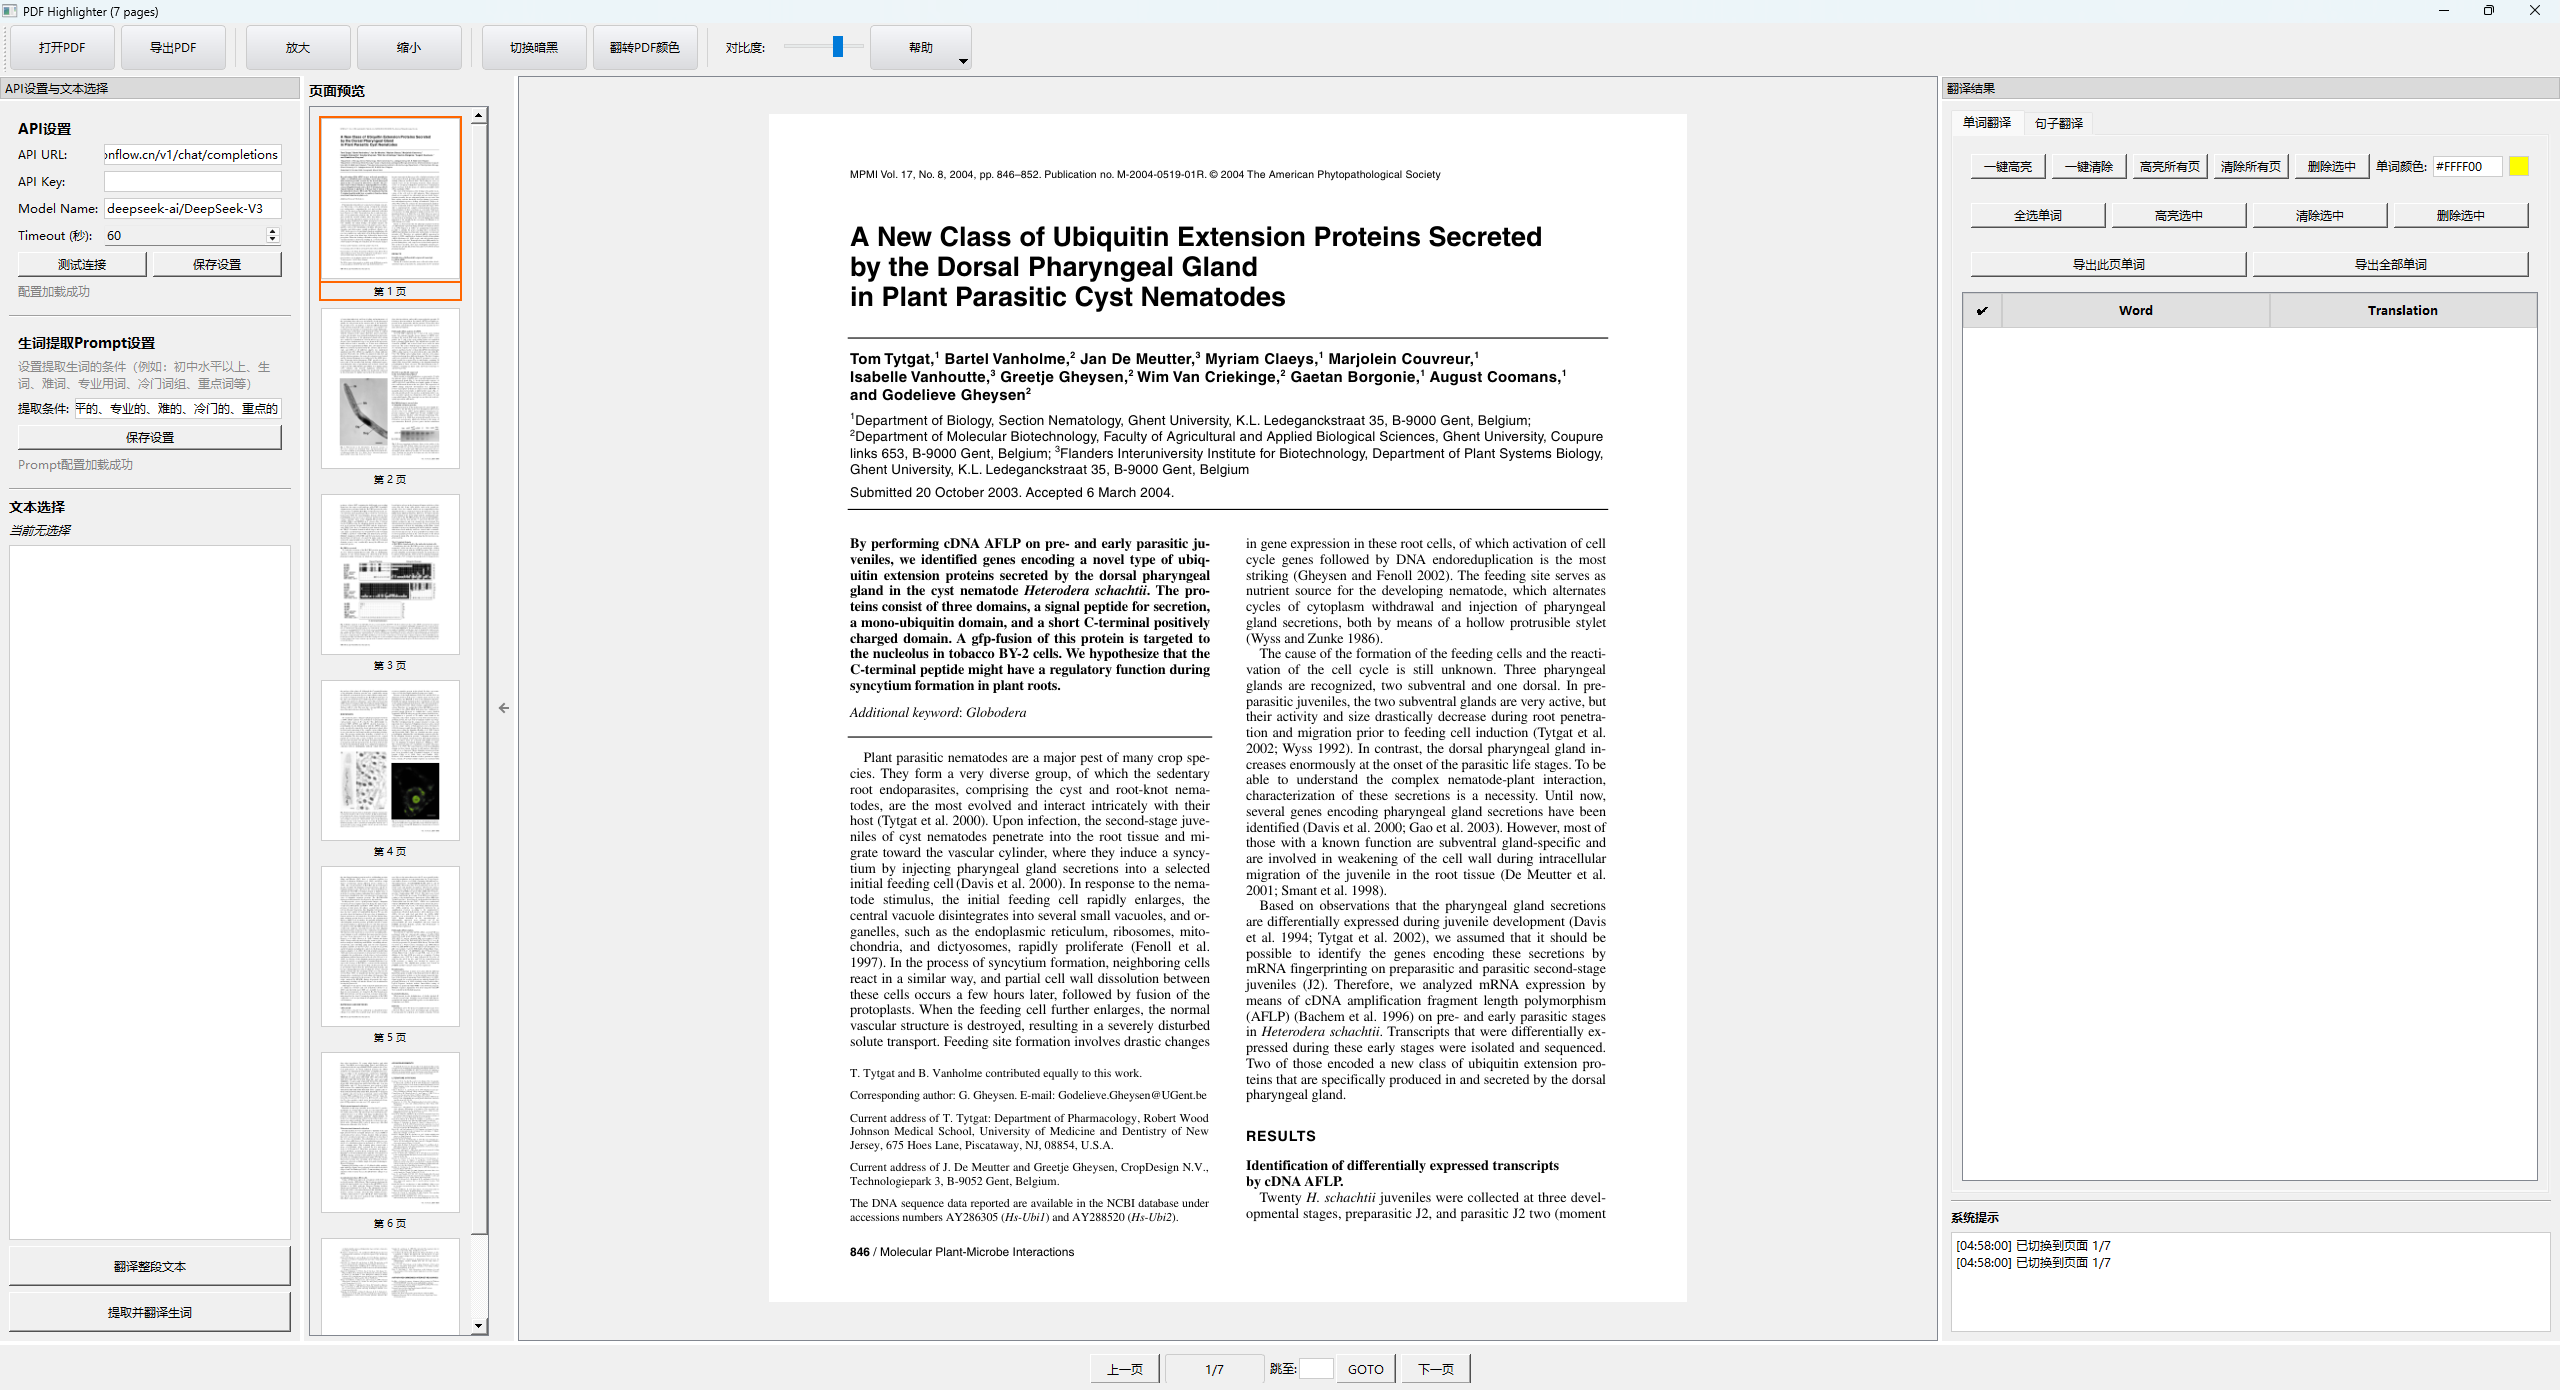 PDF Highlighter (7 pages)
打开PDF
导出PDF
放大
缩小
切换暗黑
翻转PDF颜色
对比度:
帮助
API设置与文本选择
API设置
API URL:
onflow.cn/v1/chat/completions
API Key:
Model Name:
deepseek-ai/DeepSeek-V3
Timeout (秒):
60
测试连接
保存设置
配置加载成功
生词提取Prompt设置
设置提取生词的条件（例如：初中水平以上、生
词、难词、专业用词、冷门词组、重点词等）
提取条件:
平的、专业的、难的、冷门的、重点的
保存设置
Prompt配置加载成功
文本选择
当前无选择
翻译整段文本
提取并翻译生词
页面预览
第 1 页
第 2 页
第 3 页
第 4 页
第 5 页
第 6 页
MPMI Vol. 17, No. 8, 2004, pp. 846–852. Publication no. M-2004-0519-01R. © 2004 The American Phytopathological Society
A New Class of Ubiquitin Extension Proteins Secreted
by the Dorsal Pharyngeal Gland
in Plant Parasitic Cyst Nematodes
Tom Tytgat,¹ Bartel Vanholme,² Jan De Meutter,³ Myriam Claeys,¹ Marjolein Couvreur,¹
Isabelle Vanhoutte,³ Greetje Gheysen,² Wim Van Criekinge,² Gaetan Borgonie,¹ August Coomans,¹
and Godelieve Gheysen²
¹Department of Biology, Section Nematology, Ghent University, K.L. Ledeganckstraat 35, B-9000 Gent, Belgium;
²Department of Molecular Biotechnology, Faculty of Agricultural and Applied Biological Sciences, Ghent University, Coupure
links 653, B-9000 Gent, Belgium; ³Flanders Interuniversity Institute for Biotechnology, Department of Plant Systems Biology,
Ghent University, K.L. Ledeganckstraat 35, B-9000 Gent, Belgium
Submitted 20 October 2003. Accepted 6 March 2004.
By performing cDNA AFLP on pre- and early parasitic ju-
veniles, we identified genes encoding a novel type of ubiq-
uitin extension proteins secreted by the dorsal pharyngeal
gland in the cyst nematode Heterodera schachtii. The pro-
teins consist of three domains, a signal peptide for secretion,
a mono-ubiquitin domain, and a short C-terminal positively
charged domain. A gfp-fusion of this protein is targeted to
the nucleolus in tobacco BY-2 cells. We hypothesize that the
C-terminal peptide might have a regulatory function during
syncytium formation in plant roots.
Additional keyword: Globodera
Plant parasitic nematodes are a major pest of many crop spe-
cies. They form a very diverse group, of which the sedentary
root endoparasites, comprising the cyst and root-knot nema-
todes, are the most evolved and interact intricately with their
host (Tytgat et al. 2000). Upon infection, the second-stage juve-
niles of cyst nematodes penetrate into the root tissue and mi-
grate toward the vascular cylinder, where they induce a syncy-
tium by injecting pharyngeal gland secretions into a selected
initial feeding cell (Davis et al. 2000). In response to the nema-
tode stimulus, the initial feeding cell rapidly enlarges, the
central vacuole disintegrates into several small vacuoles, and or-
ganelles, such as the endoplasmic reticulum, ribosomes, mito-
chondria, and dictyosomes, rapidly proliferate (Fenoll et al.
1997). In the process of syncytium formation, neighboring cells
react in a similar way, and partial cell wall dissolution between
these cells occurs a few hours later, followed by fusion of the
protoplasts. When the feeding cell further enlarges, the normal
vascular structure is destroyed, resulting in a severely disturbed
solute transport. Feeding site formation involves drastic changes
T. Tytgat and B. Vanholme contributed equally to this work.
Corresponding author: G. Gheysen. E-mail: Godelieve.Gheysen@UGent.be
Current address of T. Tytgat: Department of Pharmacology, Robert Wood
Johnson Medical School, University of Medicine and Dentistry of New
Jersey, 675 Hoes Lane, Piscataway, NJ, 08854, U.S.A.
Current address of J. De Meutter and Greetje Gheysen, CropDesign N.V.,
Technologiepark 3, B-9052 Gent, Belgium.
The DNA sequence data reported are available in the NCBI database under
accessions numbers AY286305 (Hs-Ubi1) and AY288520 (Hs-Ubi2).
846 / Molecular Plant-Microbe Interactions
in gene expression in these root cells, of which activation of cell
cycle genes followed by DNA endoreduplication is the most
striking (Gheysen and Fenoll 2002). The feeding site serves as
nutrient source for the developing nematode, which alternates
cycles of cytoplasm withdrawal and injection of pharyngeal
gland secretions, both by means of a hollow protrusible stylet
(Wyss and Zunke 1986).
The cause of the formation of the feeding cells and the reacti-
vation of the cell cycle is still unknown. Three pharyngeal
glands are recognized, two subventral and one dorsal. In pre-
parasitic juveniles, the two subventral glands are very active, but
their activity and size drastically decrease during root penetra-
tion and migration prior to feeding cell induction (Tytgat et al.
2002; Wyss 1992). In contrast, the dorsal pharyngeal gland in-
creases enormously at the onset of the parasitic life stages. To be
able to understand the complex nematode-plant interaction,
characterization of these secretions is a necessity. Until now,
several genes encoding pharyngeal gland secretions have been
identified (Davis et al. 2000; Gao et al. 2003). However, most of
those with a known function are subventral gland-specific and
are involved in weakening of the cell wall during intracellular
migration of the juvenile in the root tissue (De Meutter et al.
2001; Smant et al. 1998).
Based on observations that the pharyngeal gland secretions
are differentially expressed during juvenile development (Davis
et al. 1994; Tytgat et al. 2002), we assumed that it should be
possible to identify the genes encoding these secretions by
mRNA fingerprinting on preparasitic and parasitic second-stage
juveniles (J2). Therefore, we analyzed mRNA expression by
means of cDNA amplification fragment length polymorphism
(AFLP) (Bachem et al. 1996) on pre- and early parasitic stages
in Heterodera schachtii. Transcripts that were differentially ex-
pressed during these early stages were isolated and sequenced.
Two of those encoded a new class of ubiquitin extension pro-
teins that are specifically produced in and secreted by the dorsal
pharyngeal gland.
RESULTS
Identification of differentially expressed transcripts
by cDNA AFLP.
Twenty H. schachtii juveniles were collected at three devel-
opmental stages, preparasitic J2, and parasitic J2 two (moment
翻译结果
单词翻译
句子翻译
一键高亮
一键清除
高亮所有页
清除所有页
删除选中
单词颜色:
#FFFF00
全选单词
高亮选中
清除选中
删除选中
导出此页单词
导出全部单词
✔
Word
Translation
系统提示
[04:58:00] 已切换到页面 1/7
[04:58:00] 已切换到页面 1/7
上一页
1/7
跳至:
GOTO
下一页